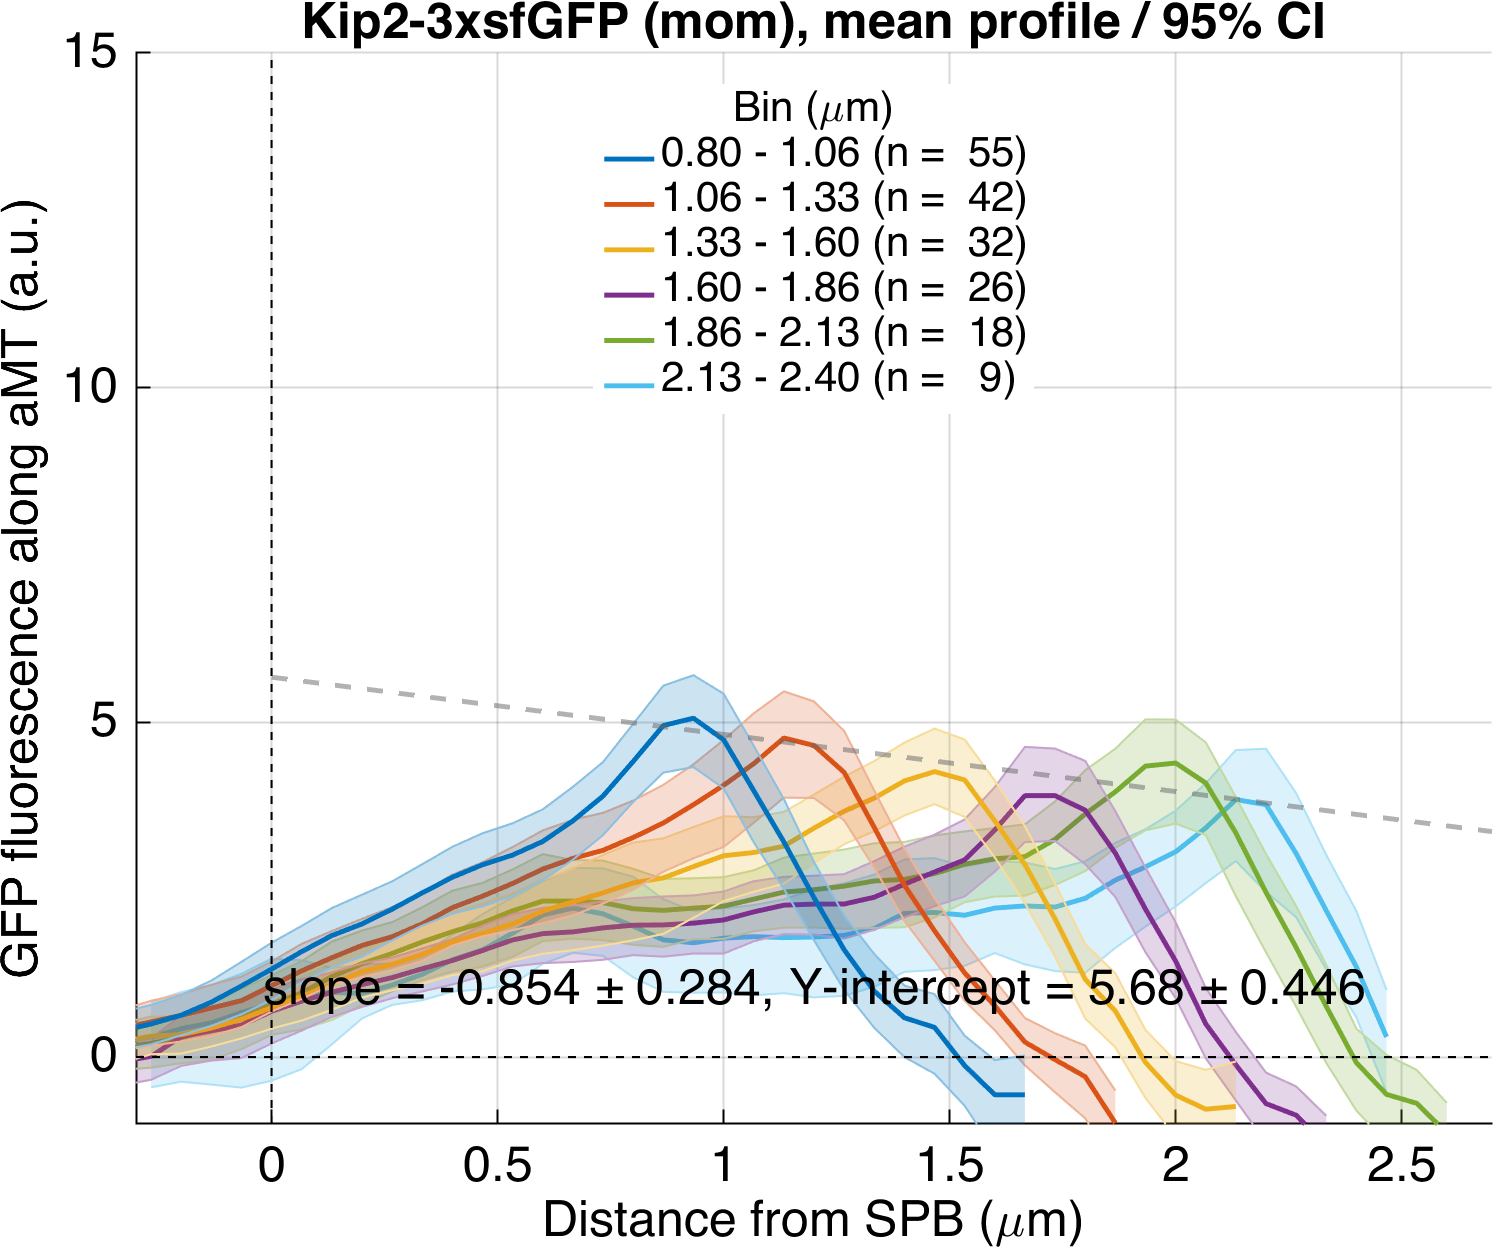 Kip2-3xsfGFP (mom), mean profile / 95% CI
GFP fluorescence along aMT (a.u.)
15
10
5
0
Bin (μm)
0.80 - 1.06 (n = 55)
1.06 - 1.33 (n = 42)
1.33 - 1.60 (n = 32)
1.60 - 1.86 (n = 26)
1.86 - 2.13 (n = 18)
2.13 - 2.40 (n = 9)
slope = -0.854 ± 0.284, Y-intercept = 5.68 ± 0.446
0 0.5 1 1.5 2 2.5
Distance from SPB (μm)